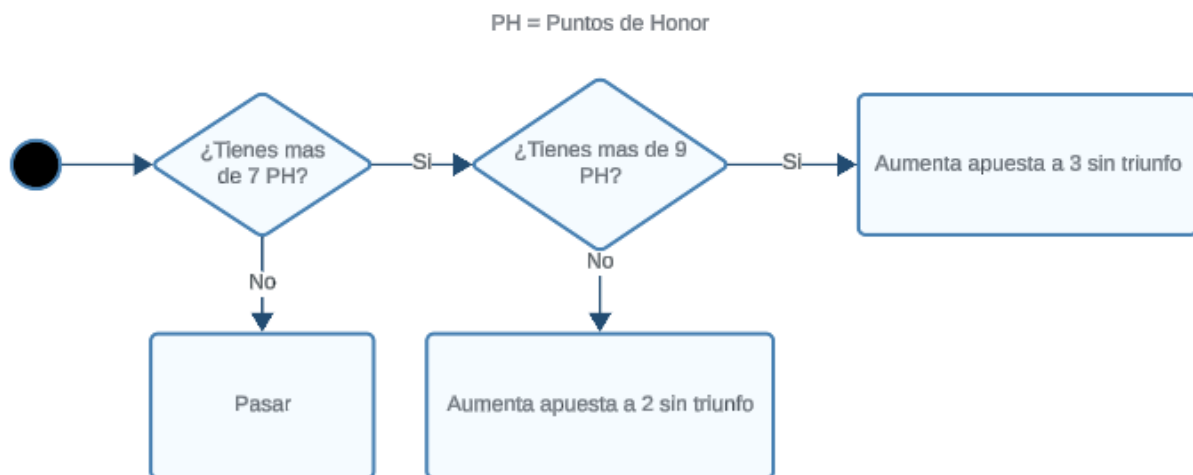 PH = Puntos de Honor
¿Tienes mas
de 7 PH?
Si
¿Tienes mas de 9
PH?
Si
Aumenta apuesta a 3 sin triunfo
No
No
Pasar
Aumenta apuesta a 2 sin triunfo